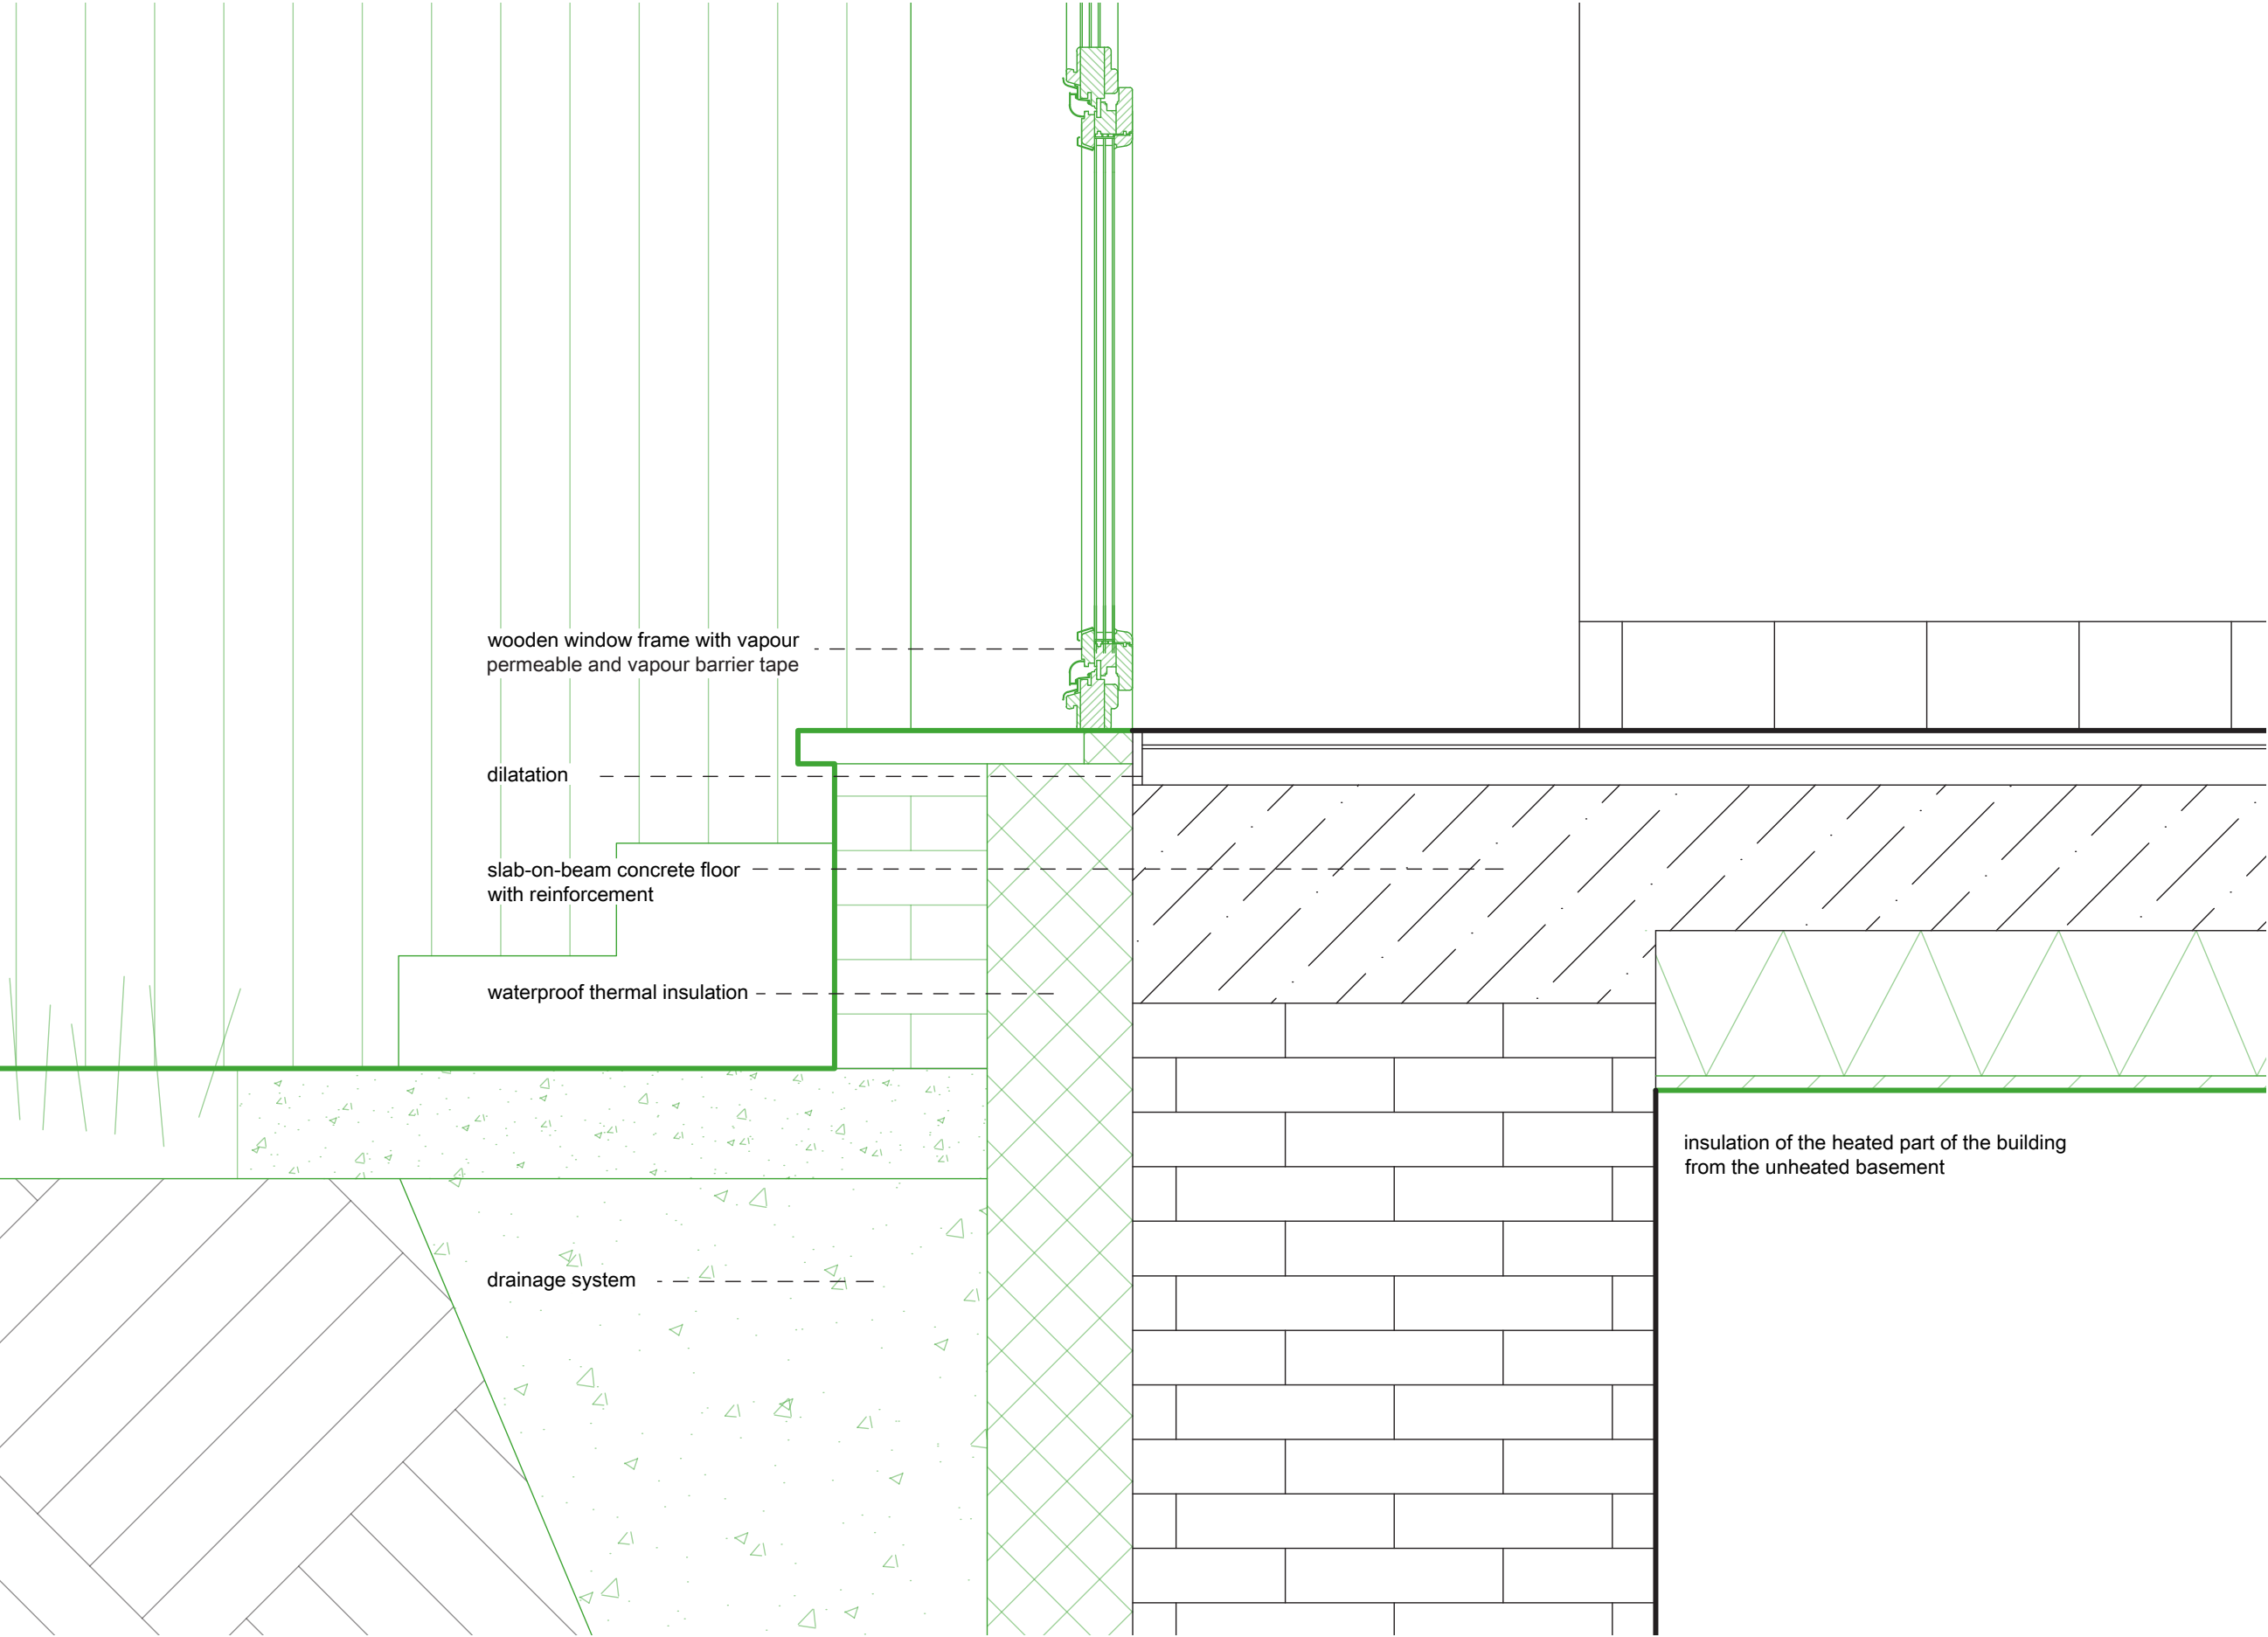 wooden window frame with vapour
permeable and vapour barrier tape
dilatation
slab-on-beam concrete floor
with reinforcement
waterproof thermal insulation
insulation of the heated part of the building
from the unheated basement
drainage system